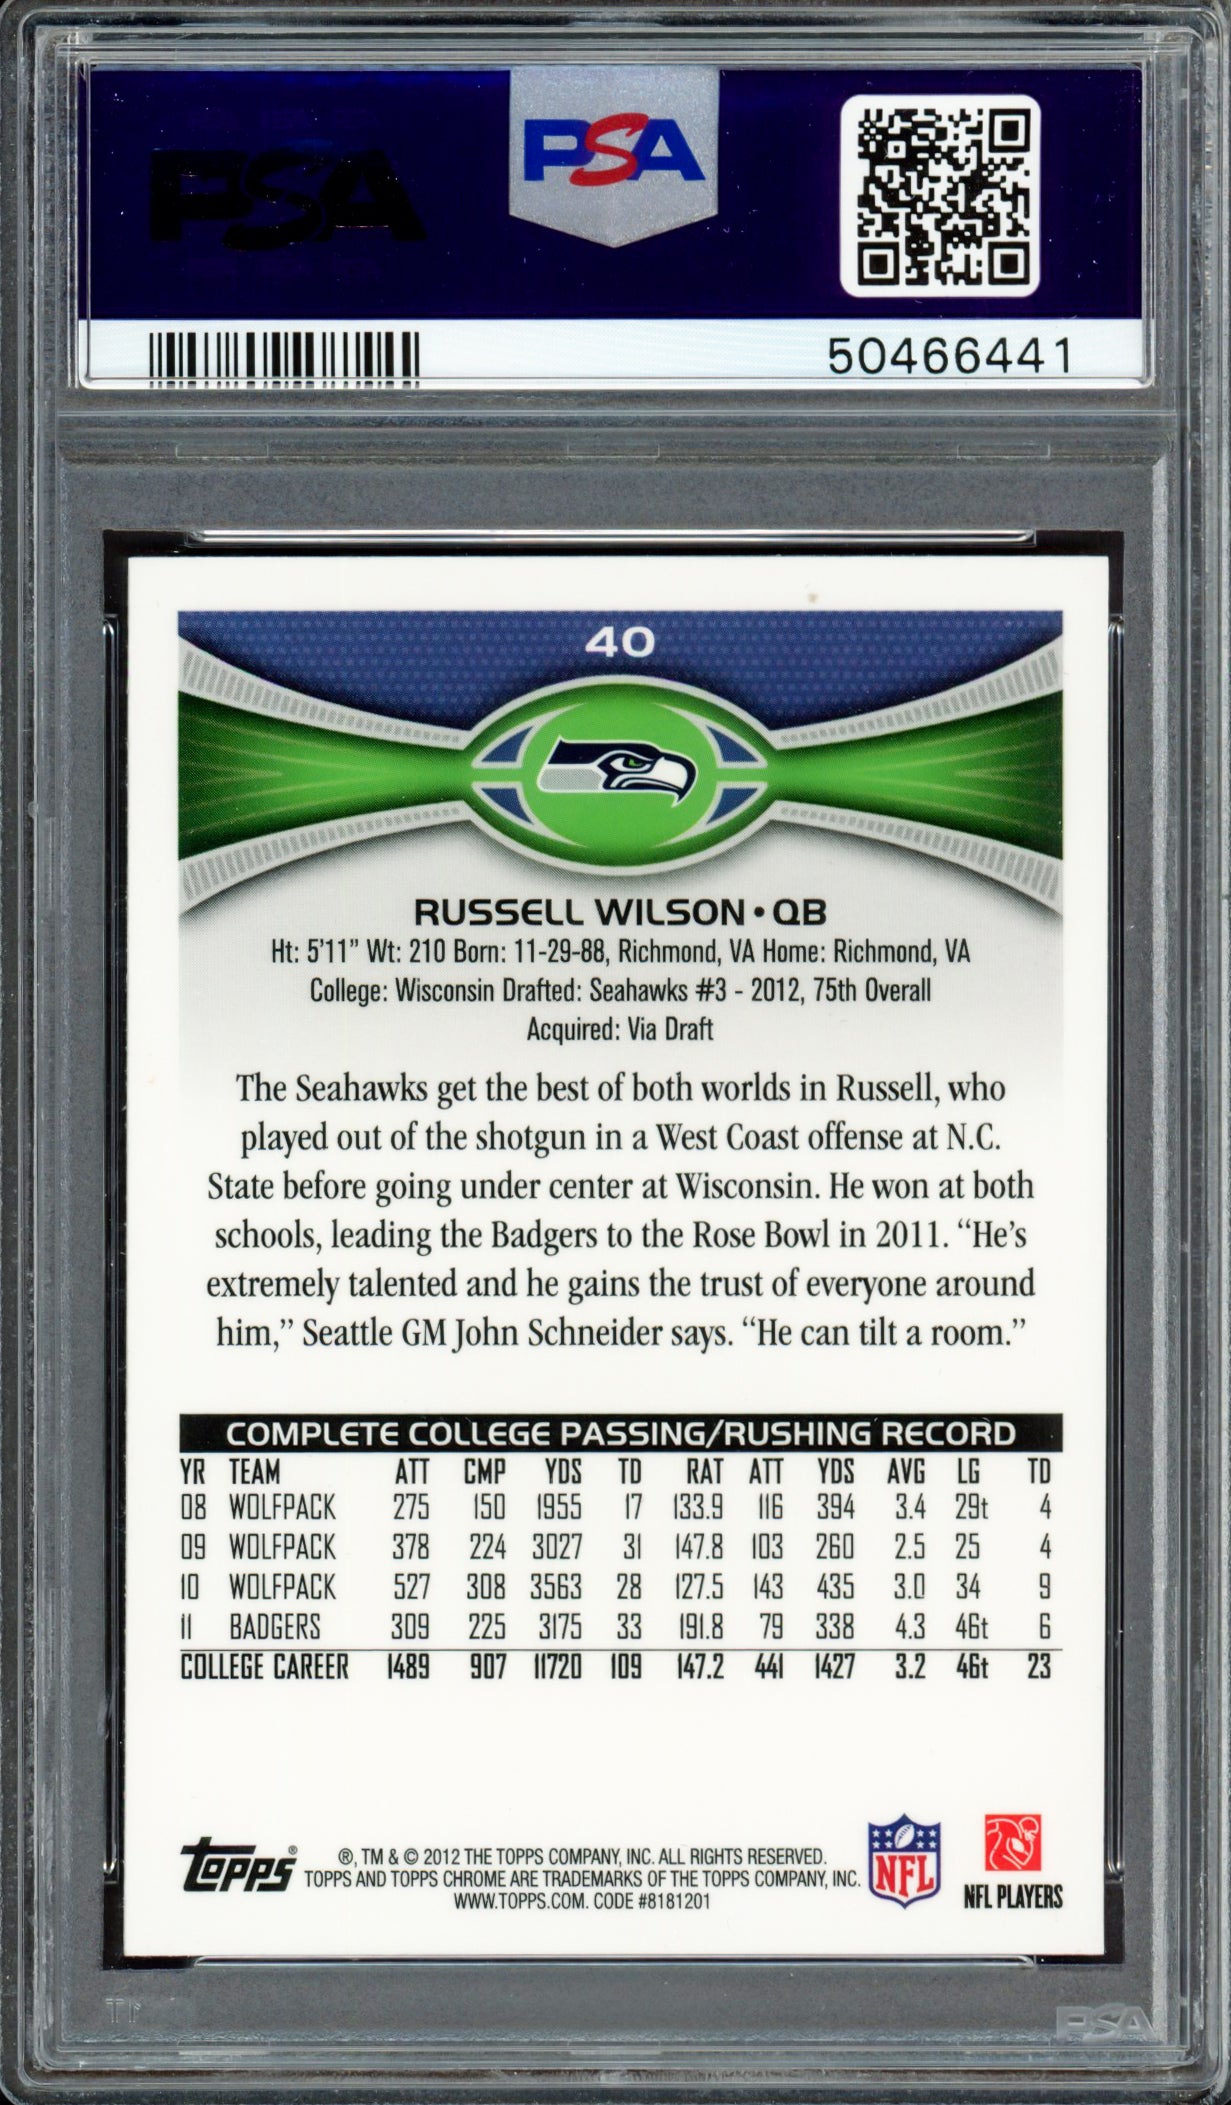 PSA
PSA
50466441
40
RUSSELL WILSON • QB
Ht: 5'11" Wt: 210 Born: 11-29-88, Richmond, VA Home: Richmond, VA
College: Wisconsin Drafted: Seahawks #3 - 2012, 75th Overall
Acquired: Via Draft
The Seahawks get the best of both worlds in Russell, who
played out of the shotgun in a West Coast offense at N.C.
State before going under center at Wisconsin. He won at both
schools, leading the Badgers to the Rose Bowl in 2011. “He’s
extremely talented and he gains the trust of everyone around
him,” Seattle GM John Schneider says. “He can tilt a room.”
COMPLETE COLLEGE PASSING/RUSHING RECORD
YR TEAM ATT CMP YDS TD RAT ATT YDS AVG LG TD
08 WOLFPACK 275 150 1955 17 133.9 116 394 3.4 29t 4
09 WOLFPACK 378 224 3027 31 147.8 103 260 2.5 25 4
10 WOLFPACK 527 308 3563 28 127.5 143 435 3.0 34 9
11 BADGERS 309 225 3175 33 191.8 79 338 4.3 46t 6
COLLEGE CAREER 1489 907 11720 109 147.2 441 1427 3.2 46t 23
Topps®
®, TM & © 2012 THE TOPPS COMPANY, INC. ALL RIGHTS RESERVED.
TOPPS AND TOPPS CHROME ARE TRADEMARKS OF THE TOPPS COMPANY, INC.
WWW.TOPPS.COM. CODE #8181201
NFL
NFL PLAYERS
PSA